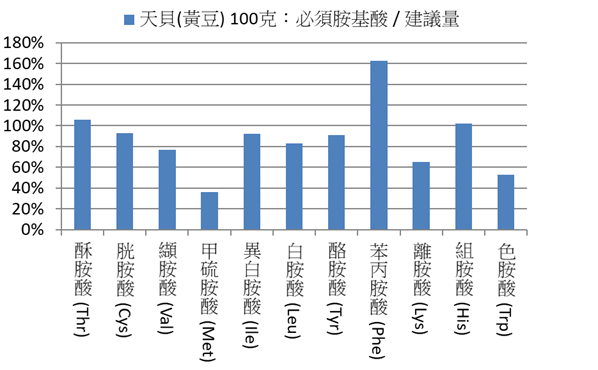 天貝(黃豆) 100克：必須胺基酸 / 建議量
180%
160%
140%
120%
100%
80%
60%
40%
20%
0%
酥胺酸 (Thr)
胱胺酸 (Cys)
纈胺酸 (Val)
甲硫胺酸 (Met)
異白胺酸 (Ile)
白胺酸 (Leu)
酪胺酸 (Tyr)
苯丙胺酸 (Phe)
離胺酸 (Lys)
組胺酸 (His)
色胺酸 (Trp)